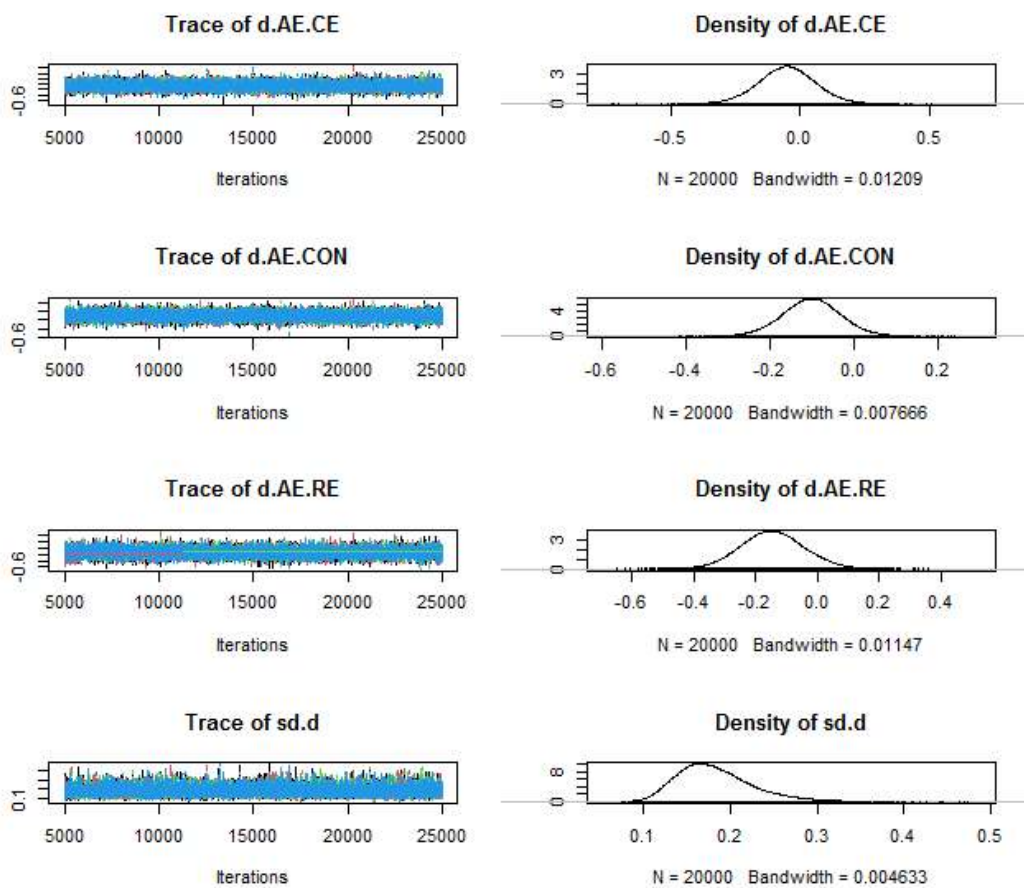 Trace of d.AE.CE
-0.6
5000 10000 15000 20000 25000
Iterations
Density of d.AE.CE
0 3
-0.5 0.0 0.5
N = 20000 Bandwidth = 0.01209
Trace of d.AE.CON
-0.6
5000 10000 15000 20000 25000
Iterations
Density of d.AE.CON
0 4
-0.6 -0.4 -0.2 0.0 0.2
N = 20000 Bandwidth = 0.007666
Trace of d.AE.RE
-0.6
5000 10000 15000 20000 25000
Iterations
Density of d.AE.RE
0 3
-0.6 -0.4 -0.2 0.0 0.2 0.4
N = 20000 Bandwidth = 0.01147
Trace of sd.d
0.1
5000 10000 15000 20000 25000
Iterations
Density of sd.d
0 8
0.1 0.2 0.3 0.4 0.5
N = 20000 Bandwidth = 0.004633